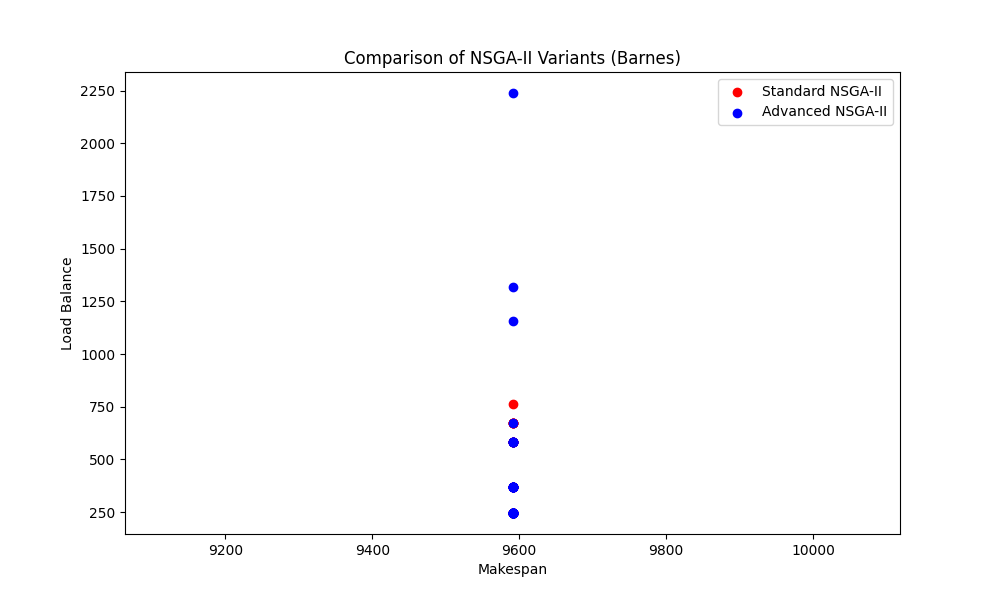 Comparison of NSGA-II Variants (Barnes)
Standard NSGA-II
Advanced NSGA-II
2250
2000
1750
1500
1250
1000
750
500
250
Load Balance
9200 9400 9600 9800 10000
Makespan